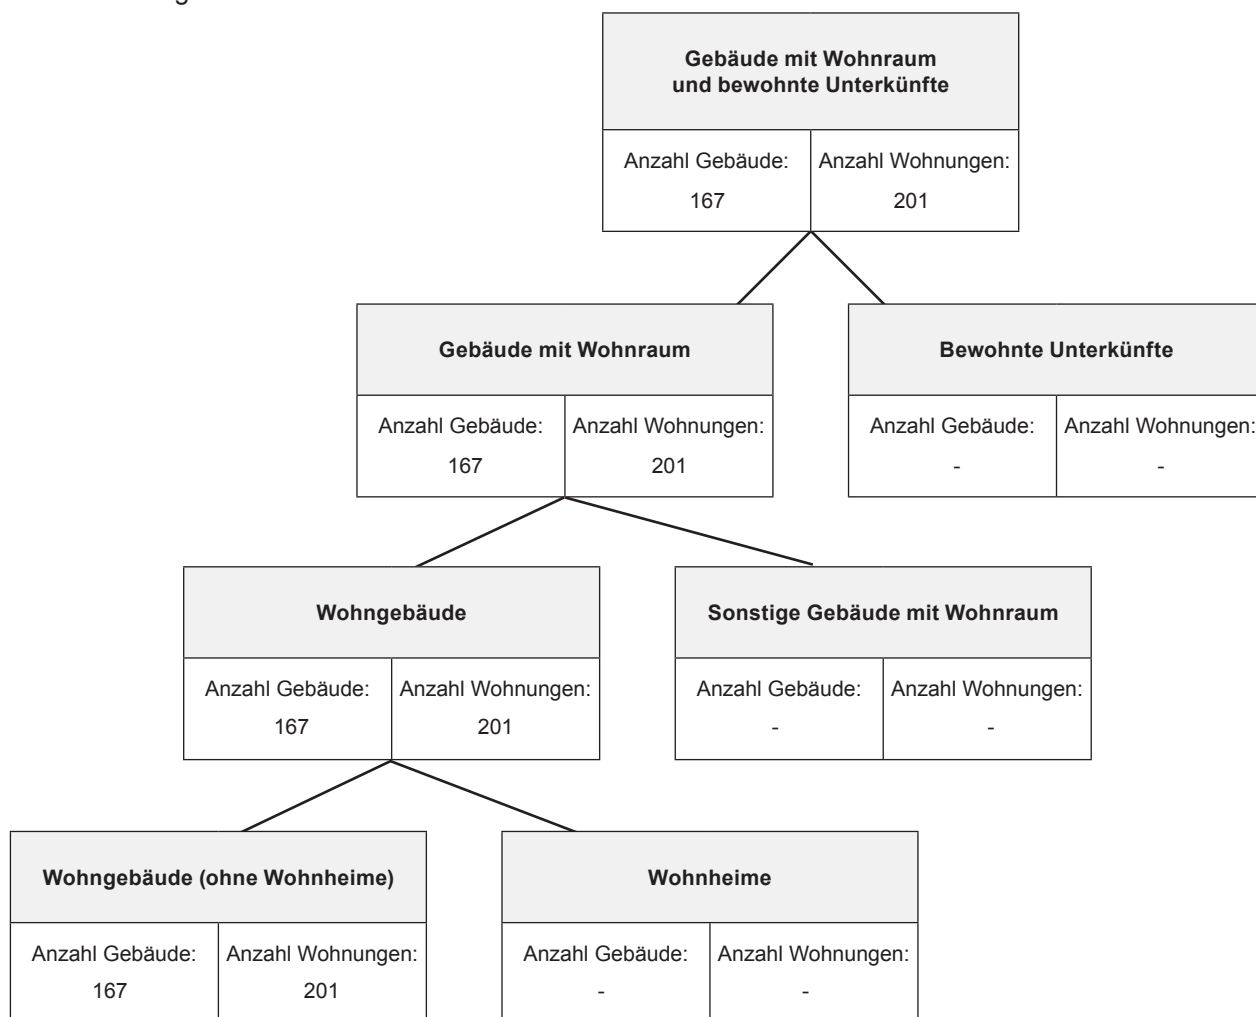 Gebäude mit Wohnraum
und bewohnte Unterkünfte
Anzahl Gebäude: Anzahl Wohnungen:
167 201
Gebäude mit Wohnraum
Anzahl Gebäude: Anzahl Wohnungen:
167 201
Bewohnte Unterkünfte
Anzahl Gebäude: Anzahl Wohnungen:
- -
Wohngebäude
Anzahl Gebäude: Anzahl Wohnungen:
167 201
Sonstige Gebäude mit Wohnraum
Anzahl Gebäude: Anzahl Wohnungen:
- -
Wohngebäude (ohne Wohnheime)
Anzahl Gebäude: Anzahl Wohnungen:
167 201
Wohnheime
Anzahl Gebäude: Anzahl Wohnungen:
- -